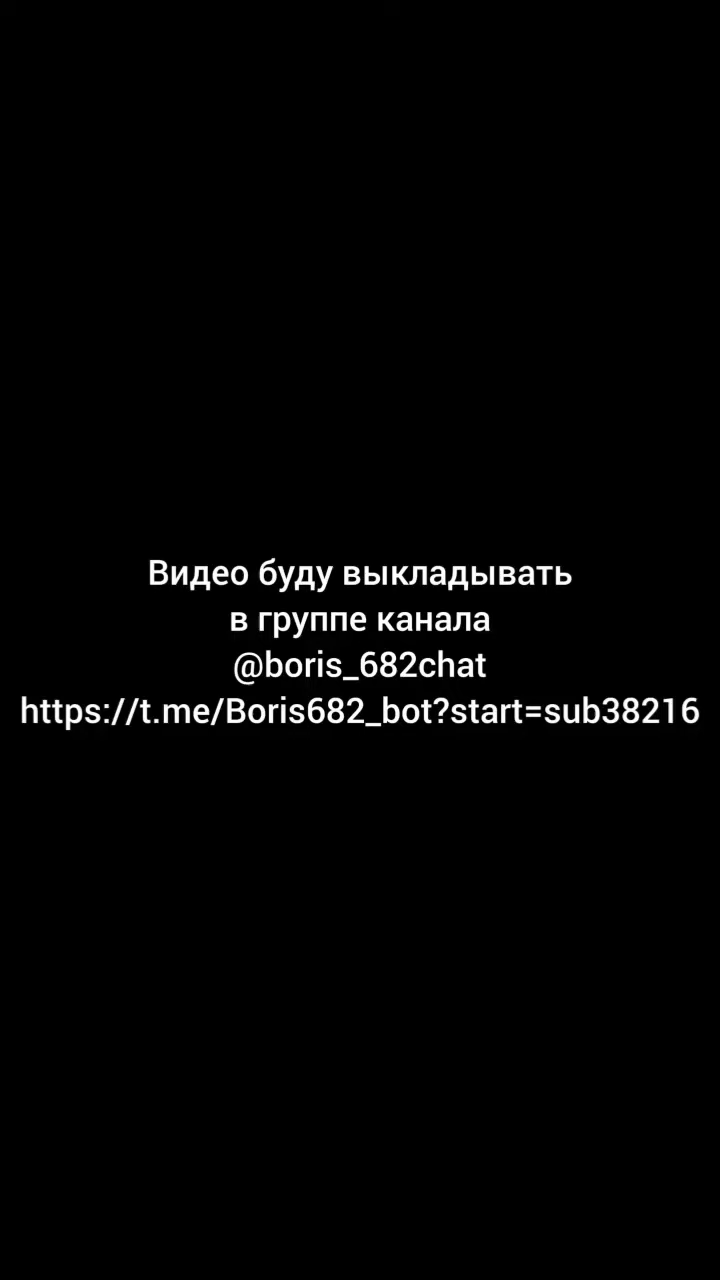 Видео буду выкладывать
в группе канала
@boris_682chat
https://t.me/Boris682_bot?start=sub38216